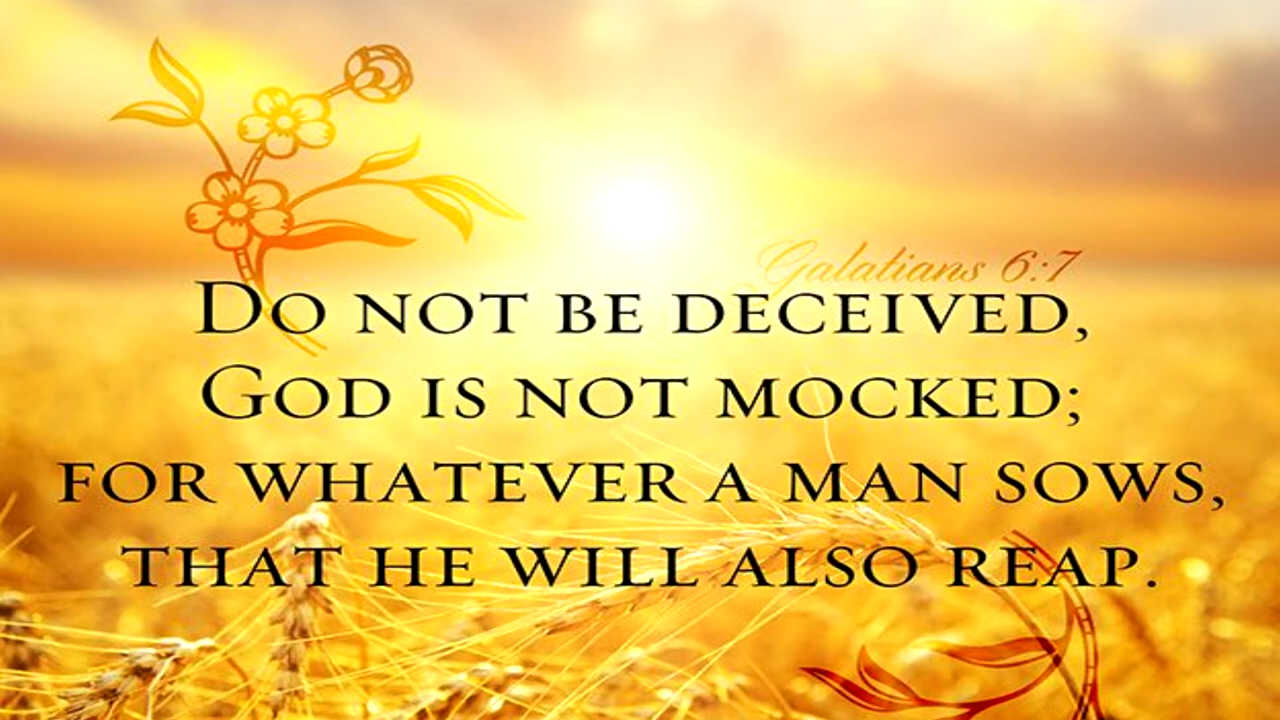 Galatians 6:7
DO NOT BE DECEIVED,
GOD IS NOT MOCKED;
FOR WHATEVER A MAN SOWS,
THAT HE WILL ALSO REAP.